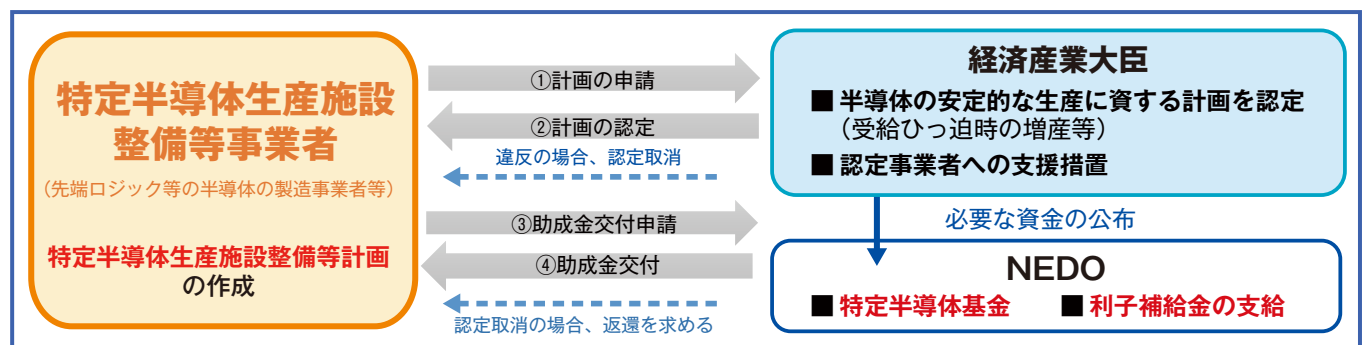 特定半導体生産施設
整備等事業者
（先端ロジック等の半導体の製造事業者等）
特定半導体生産施設整備等計画
の作成
①計画の申請
②計画の認定
違反の場合、認定取消
③助成金交付申請
④助成金交付
認定取消の場合、返還を求める
経済産業大臣
■ 半導体の安定的な生産に資する計画を認定
（受給ひっ迫時の増産等）
■ 認定事業者への支援措置
必要な資金の公布
NEDO
■ 特定半導体基金 ■ 利子補給金の支給